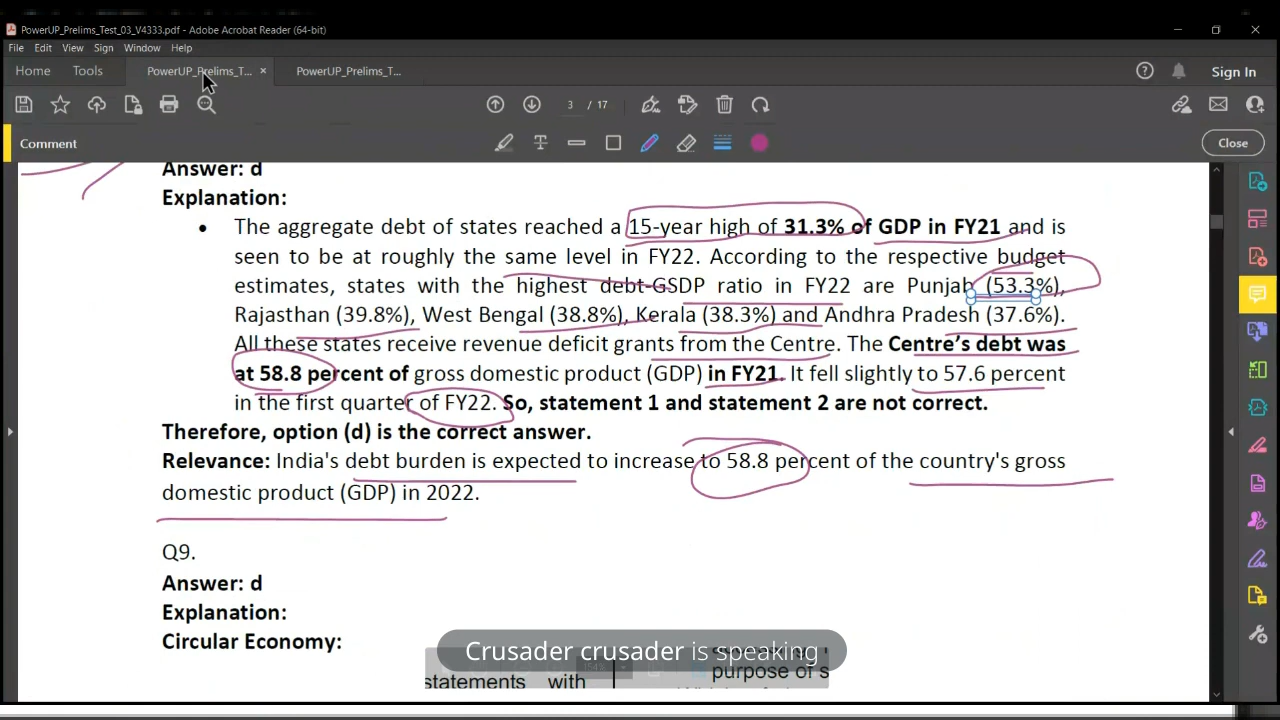 PowerUP_Prelims_Test_03_V4333.pdf - Adobe Acrobat Reader (64-bit)
File Edit View Sign Window Help
Home Tools PowerUP_Prelims_T... × PowerUP_Prelims_T... Sign In
3 / 17
Comment Close
Answer: d
Explanation:
• The aggregate debt of states reached a 15-year high of 31.3% of GDP in FY21 and is
seen to be at roughly the same level in FY22. According to the respective budget
estimates, states with the highest debt-GSDP ratio in FY22 are Punjab (53.3%),
Rajasthan (39.8%), West Bengal (38.8%), Kerala (38.3%) and Andhra Pradesh (37.6%).
All these states receive revenue deficit grants from the Centre. The Centre’s debt was
at 58.8 percent of gross domestic product (GDP) in FY21. It fell slightly to 57.6 percent
in the first quarter of FY22. So, statement 1 and statement 2 are not correct.
Therefore, option (d) is the correct answer.
Relevance: India's debt burden is expected to increase to 58.8 percent of the country's gross
domestic product (GDP) in 2022.
Q9.
Answer: d
Explanation:
Circular Economy:
Crusader crusader is speaking
purpose of s
statements with